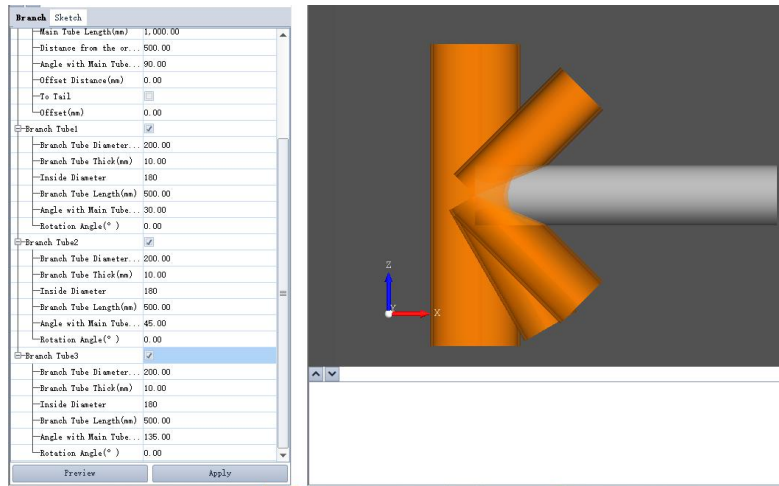 Branch Sketch
Main Tube Length(mm) 1,000.00
Distance from the or... 500.00
Angle with Main Tube... 90.00
Offset Distance(mm) 0.00
To Tail
Offset(mm) 0.00
Branch Tube1
Branch Tube Diameter... 200.00
Branch Tube Thick(mm) 10.00
Inside Diameter 180
Branch Tube Length(mm) 500.00
Angle with Main Tube... 30.00
Rotation Angle(° ) 0.00
Branch Tube2
Branch Tube Diameter... 200.00
Branch Tube Thick(mm) 10.00
Inside Diameter 180
Branch Tube Length(mm) 500.00
Angle with Main Tube... 45.00
Rotation Angle(° ) 0.00
Branch Tube3
Branch Tube Diameter... 200.00
Branch Tube Thick(mm) 10.00
Inside Diameter 180
Branch Tube Length(mm) 500.00
Angle with Main Tube... 135.00
Rotation Angle(° ) 0.00
Preview Apply
Z
Y
X